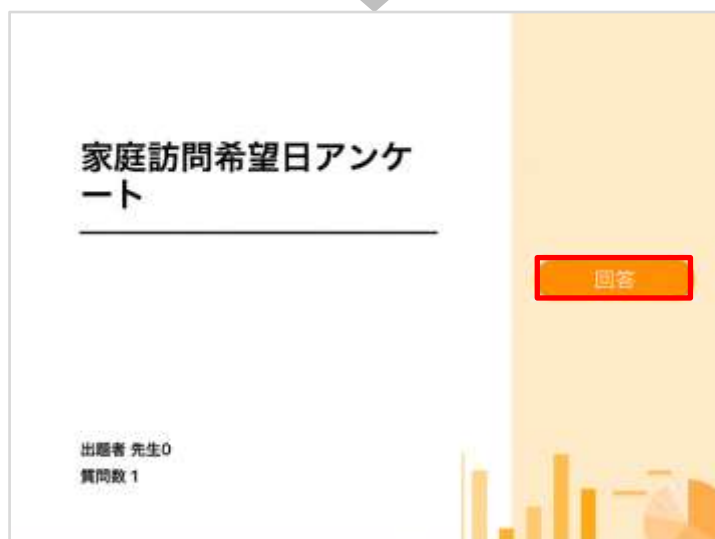 家庭訪問希望日アンケ
ート
回答
出題者 先生0
質問数 1